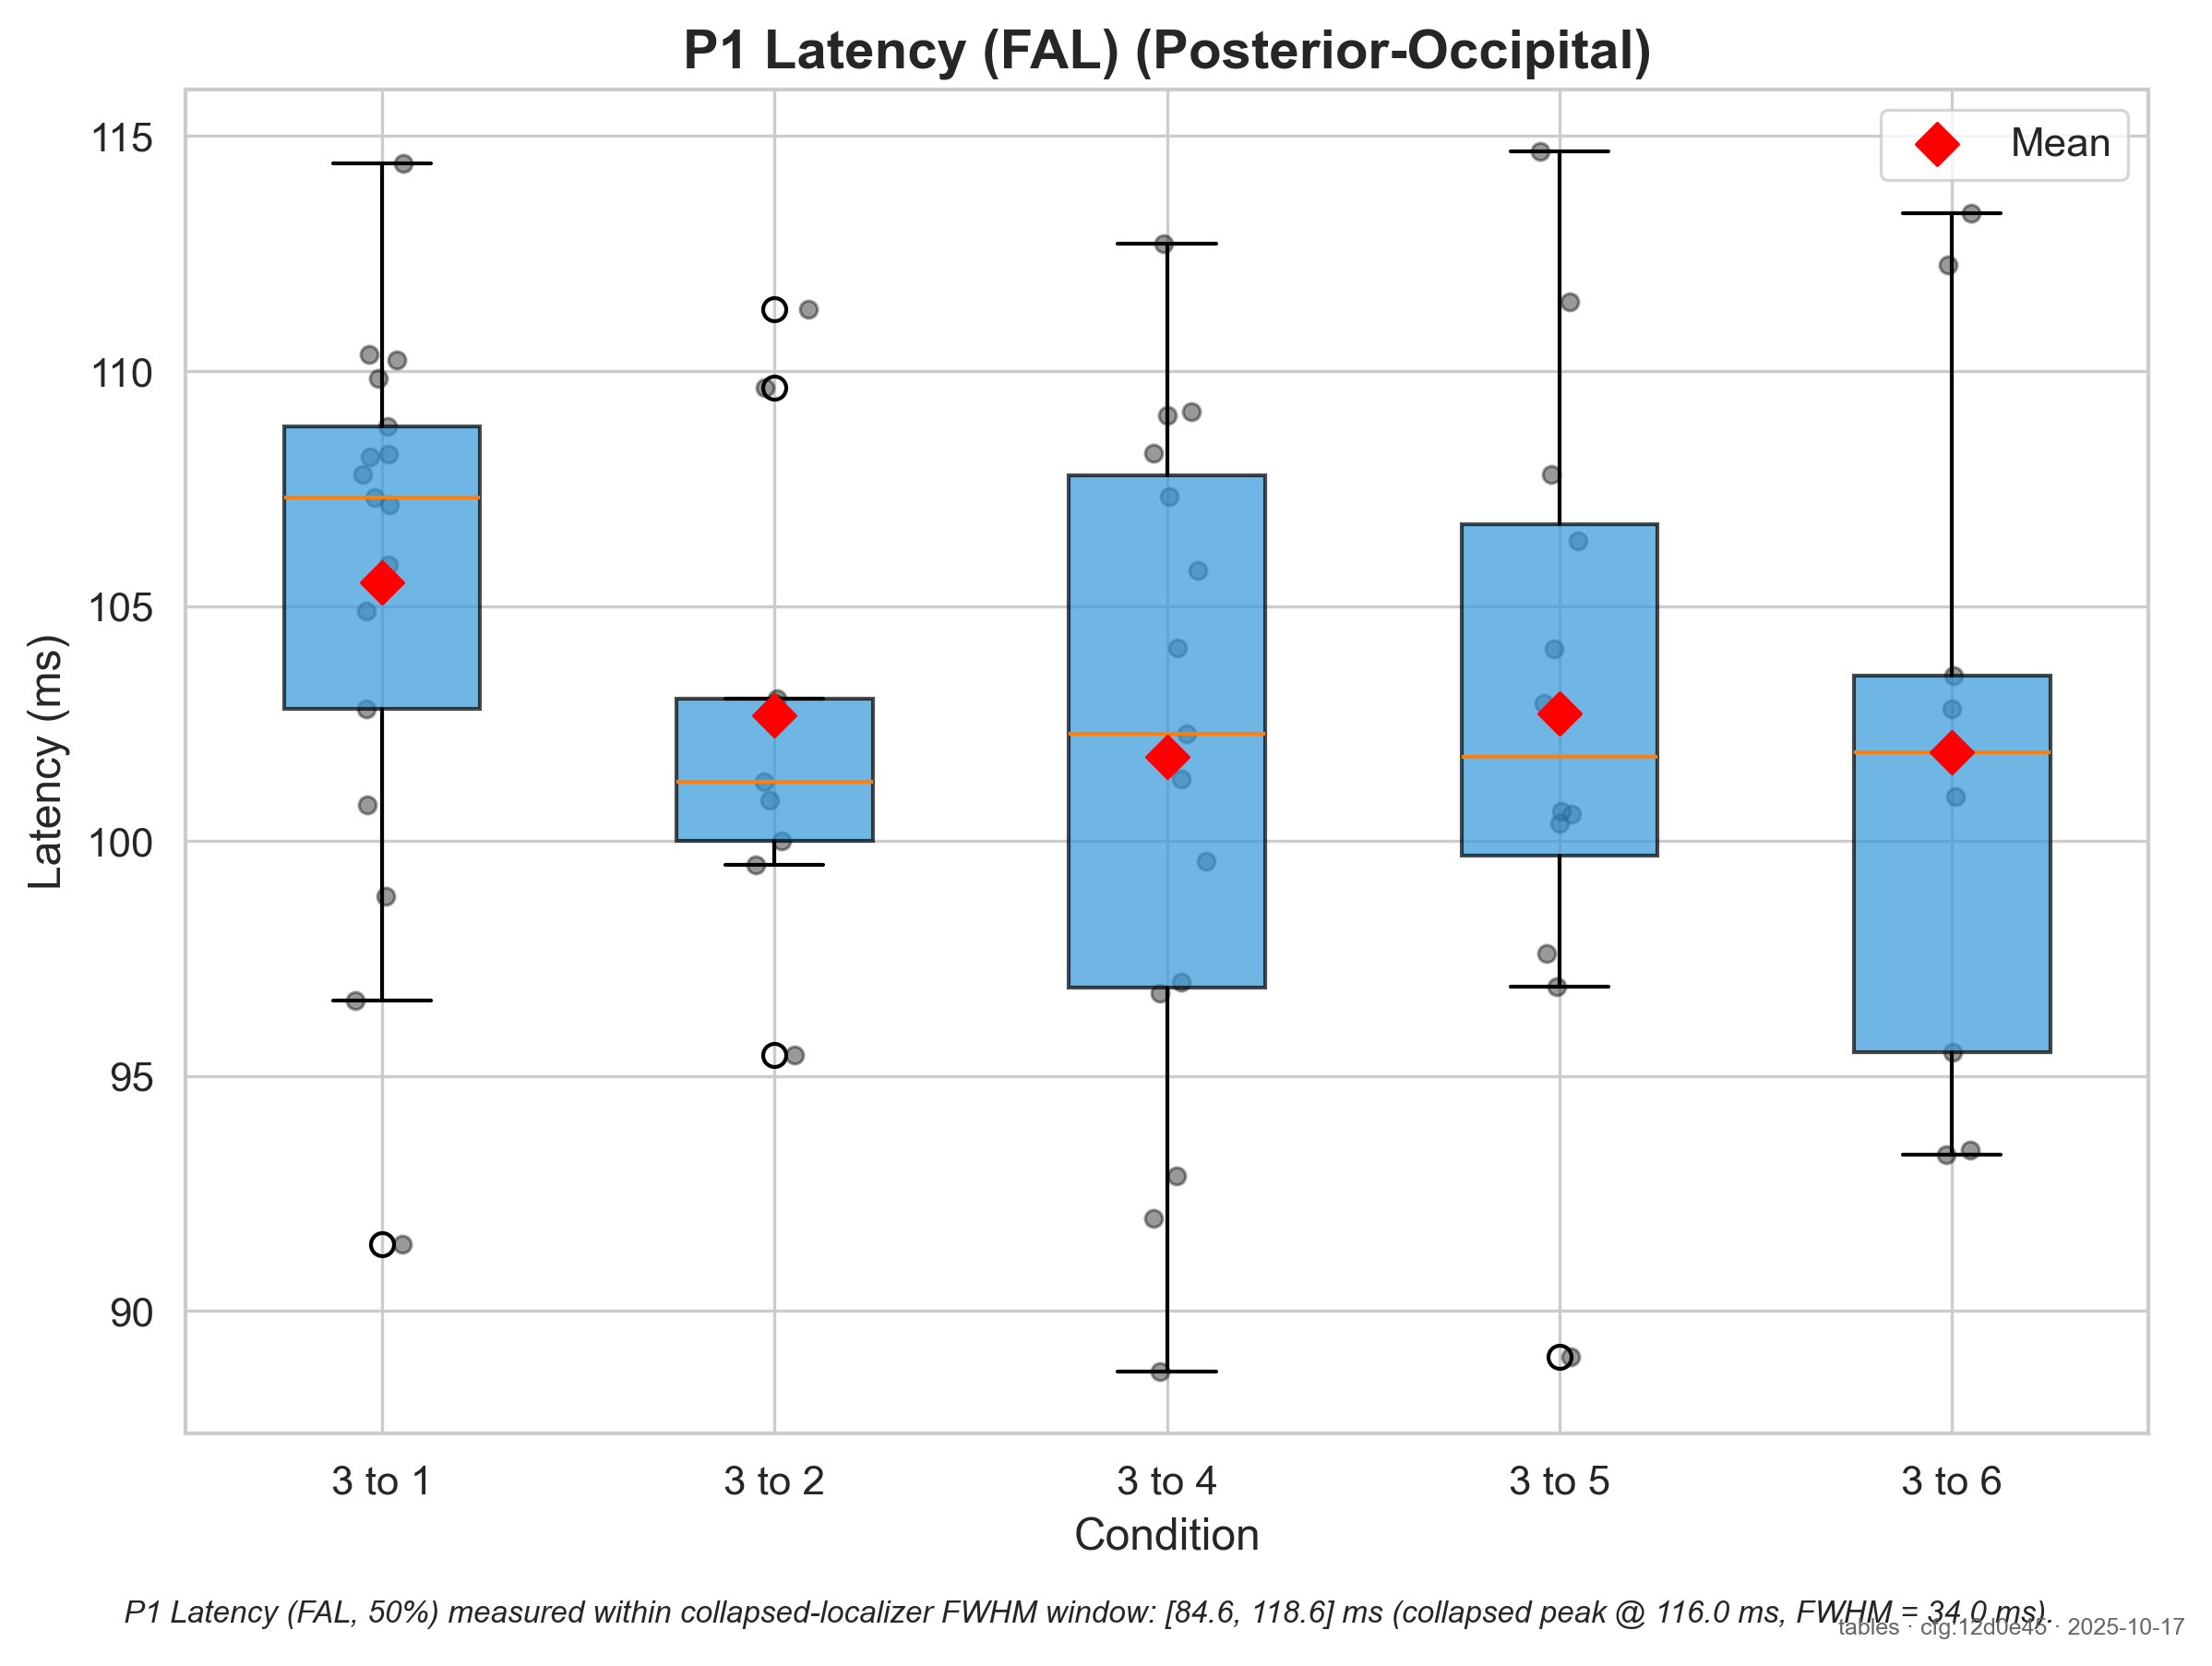 P1 Latency (FAL) (Posterior-Occipital)
Mean
115
110
105
100
95
90
Latency (ms)
3 to 1
3 to 2
3 to 4
3 to 5
3 to 6
Condition
P1 Latency (FAL, 50%) measured within collapsed-localizer FWHM window: [84.6, 118.6] ms (collapsed peak @ 116.0 ms, FWHM = 34.0 ms).
tables · cfg:12d0e45 · 2025-10-17